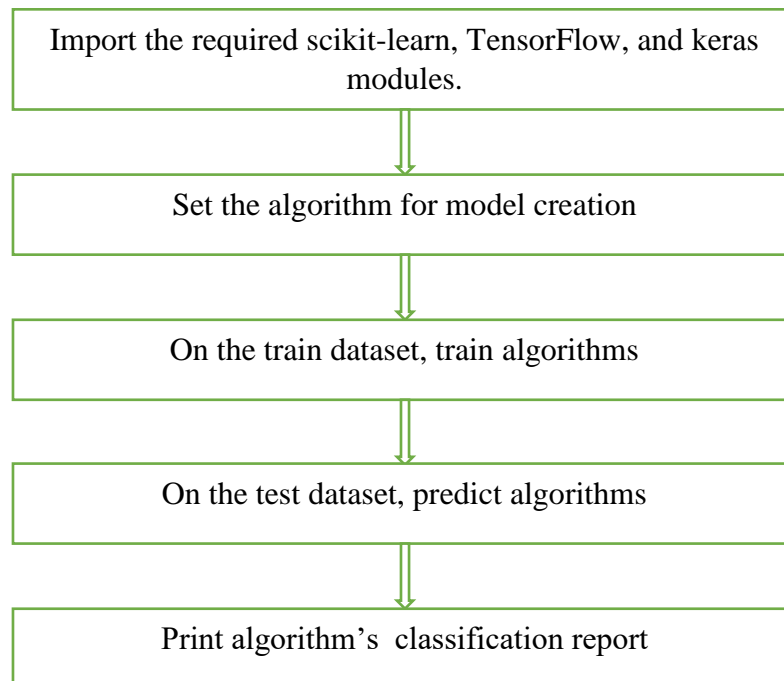 Import the required scikit-learn, TensorFlow, and keras
modules.
Set the algorithm for model creation
On the train dataset, train algorithms
On the test dataset, predict algorithms
Print algorithm’s  classification report